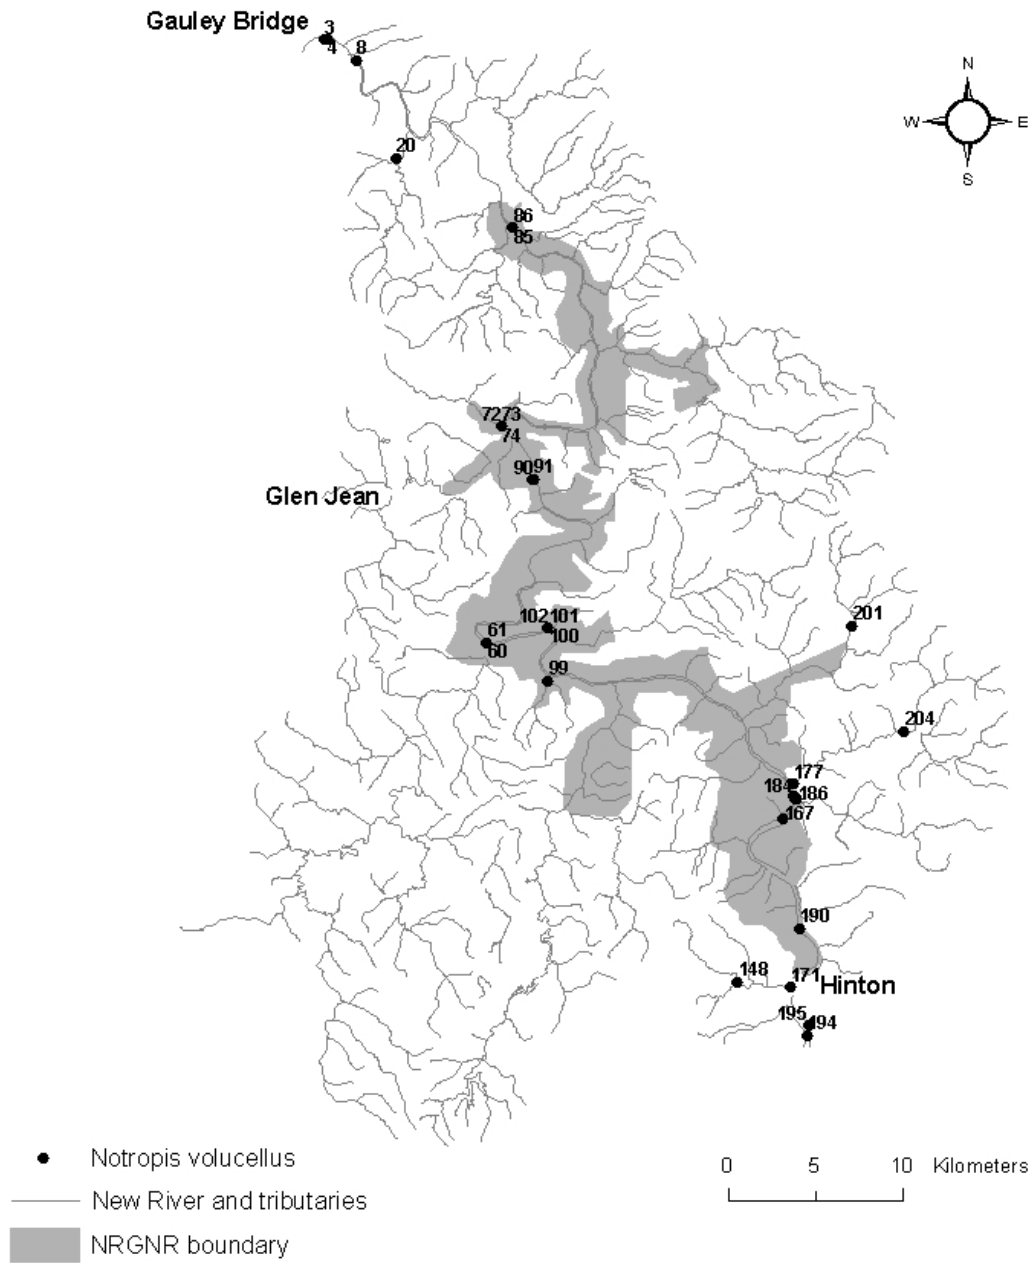 Gauley Bridge
3
4
8
N
W E
S
20
86
85
7273
74
9091
Glen Jean
102101
100
61
60
99
201
204
177
184
186
167
190
148
171
Hinton
195
194
Notropis volucellus
New River and tributaries
NRGNR boundary
0 5 10 Kilometers